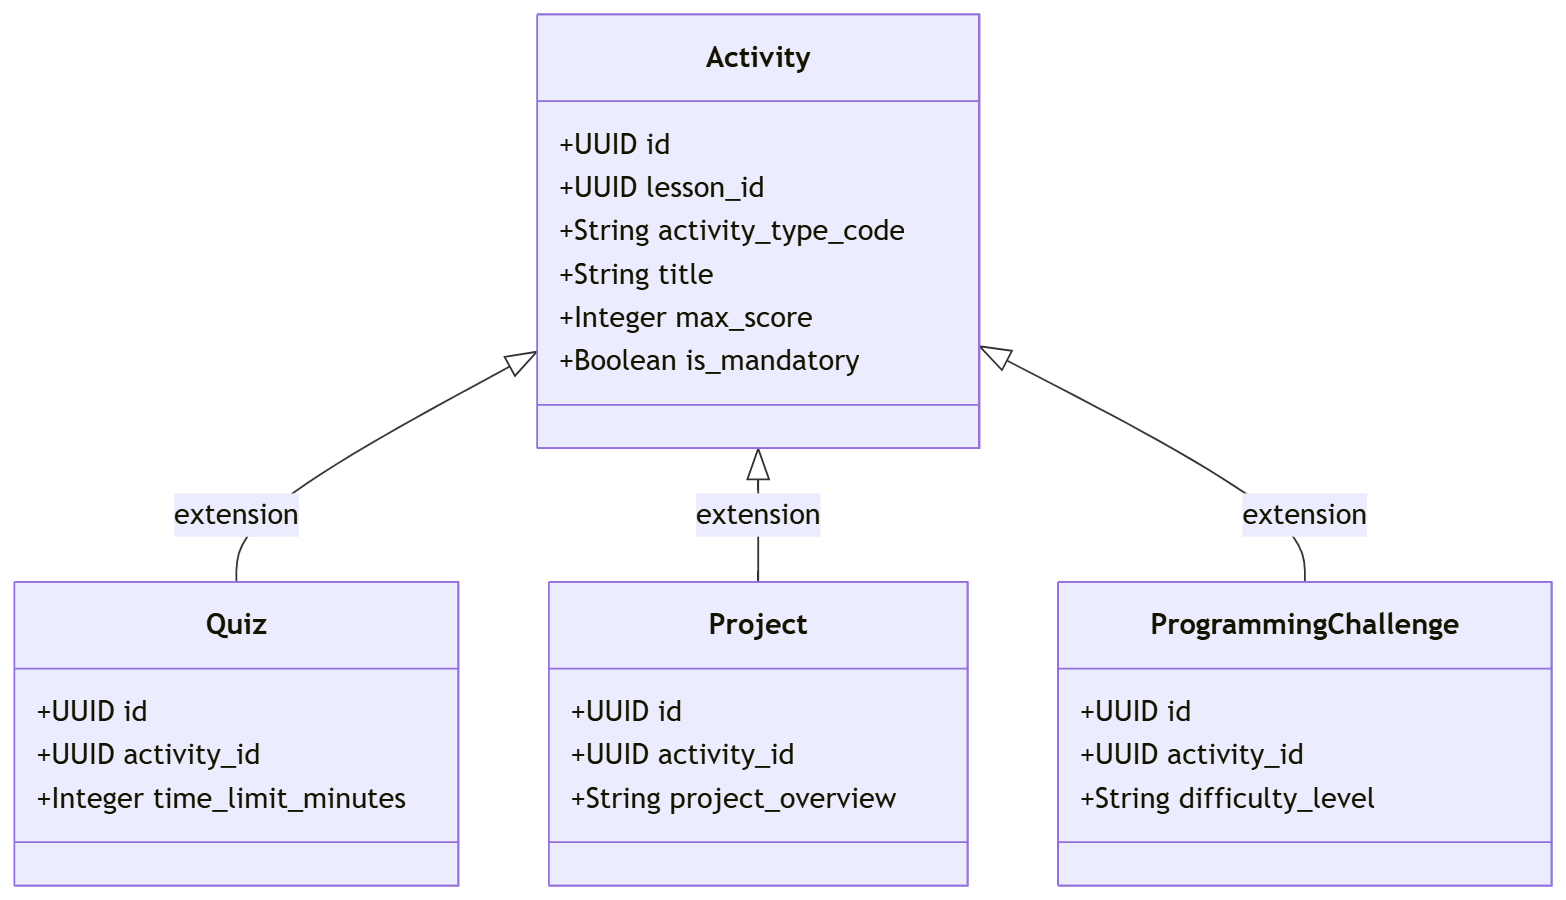 Activity
+UUID id
+UUID lesson_id
+String activity_type_code
+String title
+Integer max_score
+Boolean is_mandatory
extension
extension
extension
Quiz
+UUID id
+UUID activity_id
+Integer time_limit_minutes
Project
+UUID id
+UUID activity_id
+String project_overview
ProgrammingChallenge
+UUID id
+UUID activity_id
+String difficulty_level